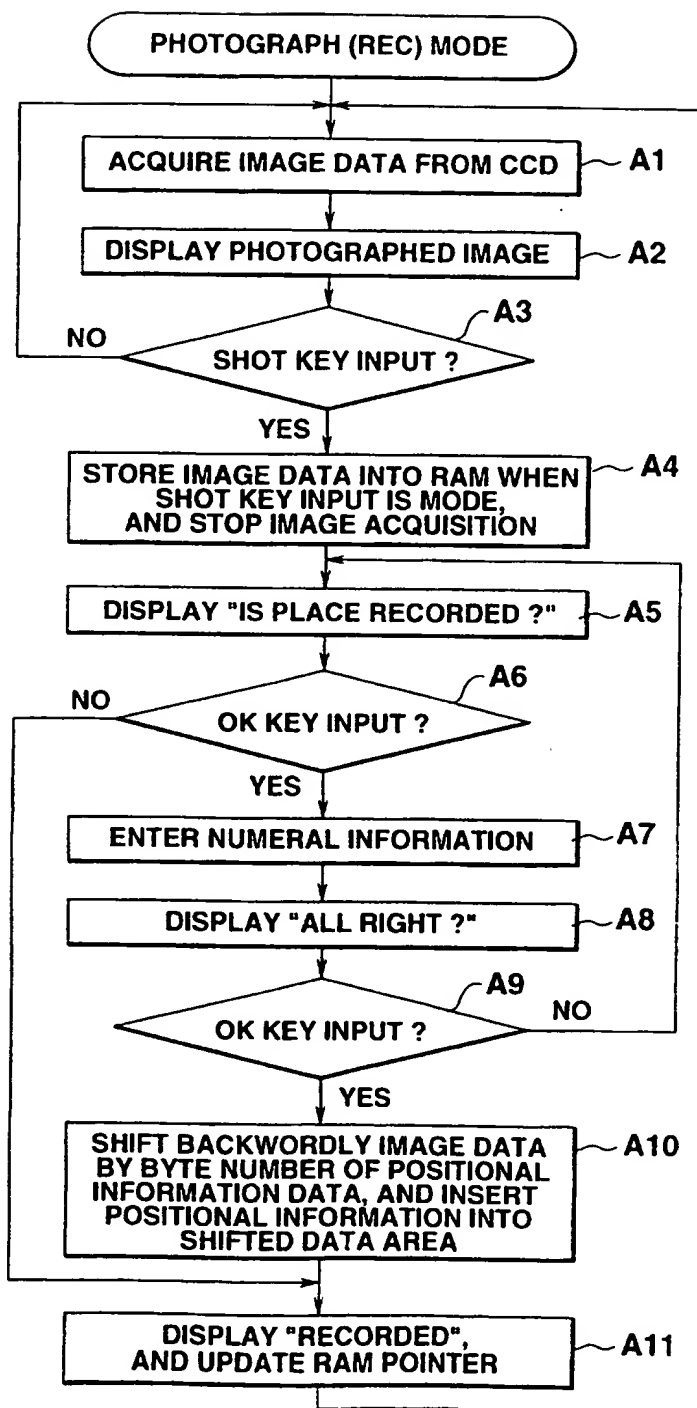 PHOTOGRAPH (REC) MODE
ACQUIRE IMAGE DATA FROM CCD
A1
DISPLAY PHOTOGRAPHED IMAGE
A2
A3
NO
SHOT KEY INPUT ?
YES
STORE IMAGE DATA INTO RAM WHEN
SHOT KEY INPUT IS MODE,
AND STOP IMAGE ACQUISITION
A4
DISPLAY "IS PLACE RECORDED ?"
A5
A6
NO
OK KEY INPUT ?
YES
ENTER NUMERAL INFORMATION
A7
DISPLAY "ALL RIGHT ?"
A8
A9
OK KEY INPUT ?
NO
YES
SHIFT BACKWORDLY IMAGE DATA
BY BYTE NUMBER OF POSITIONAL
INFORMATION DATA, AND INSERT
POSITIONAL INFORMATION INTO
SHIFTED DATA AREA
A10
DISPLAY "RECORDED",
AND UPDATE RAM POINTER
A11